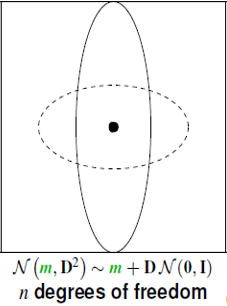 𝒩(m, D²) ∼ m + D 𝒩(0, I)
n degrees of freedom